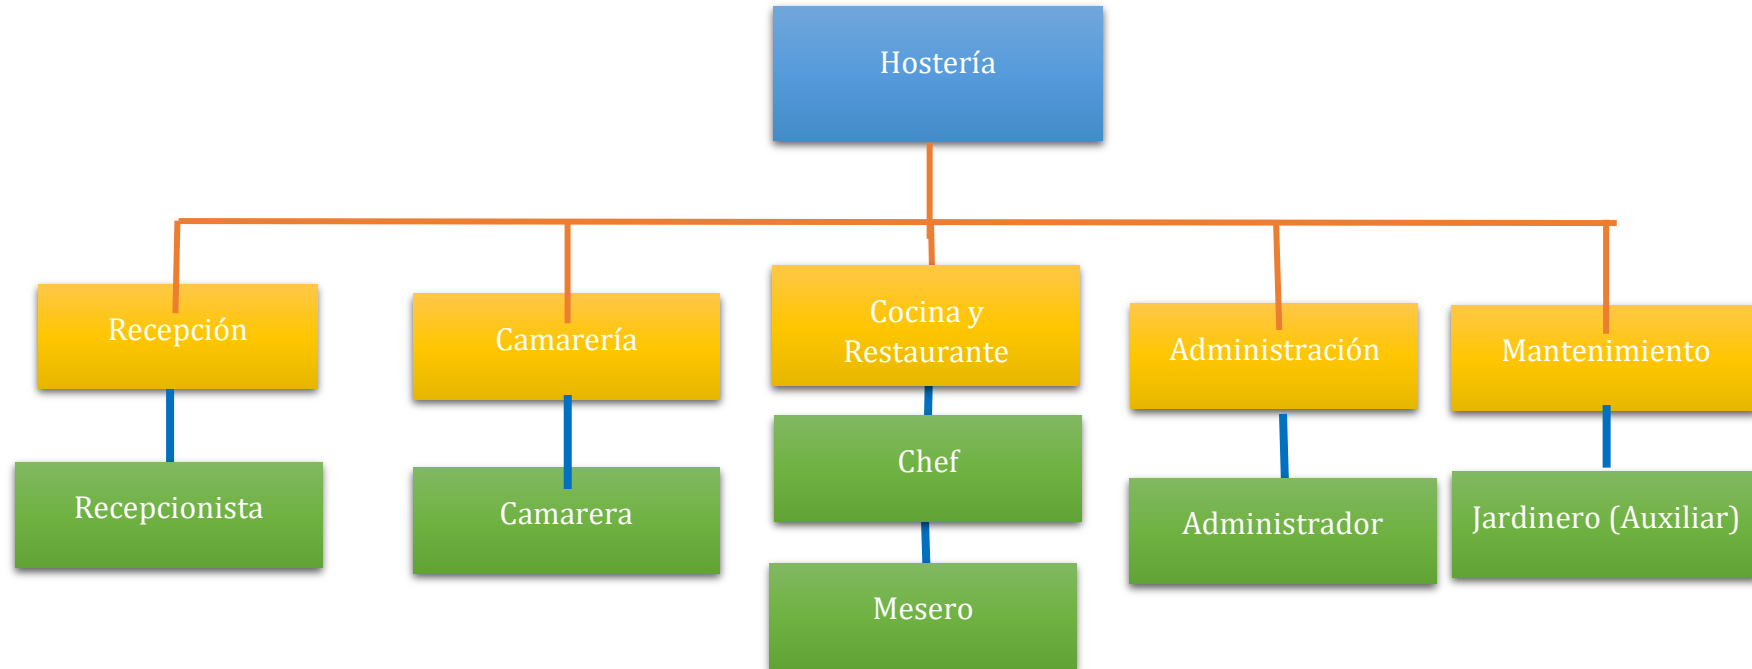 Hostería
Recepción
Camarería
Cocina y
Restaurante
Administración
Mantenimiento
Recepcionista
Camarera
Chef
Mesero
Administrador
Jardinero (Auxiliar)